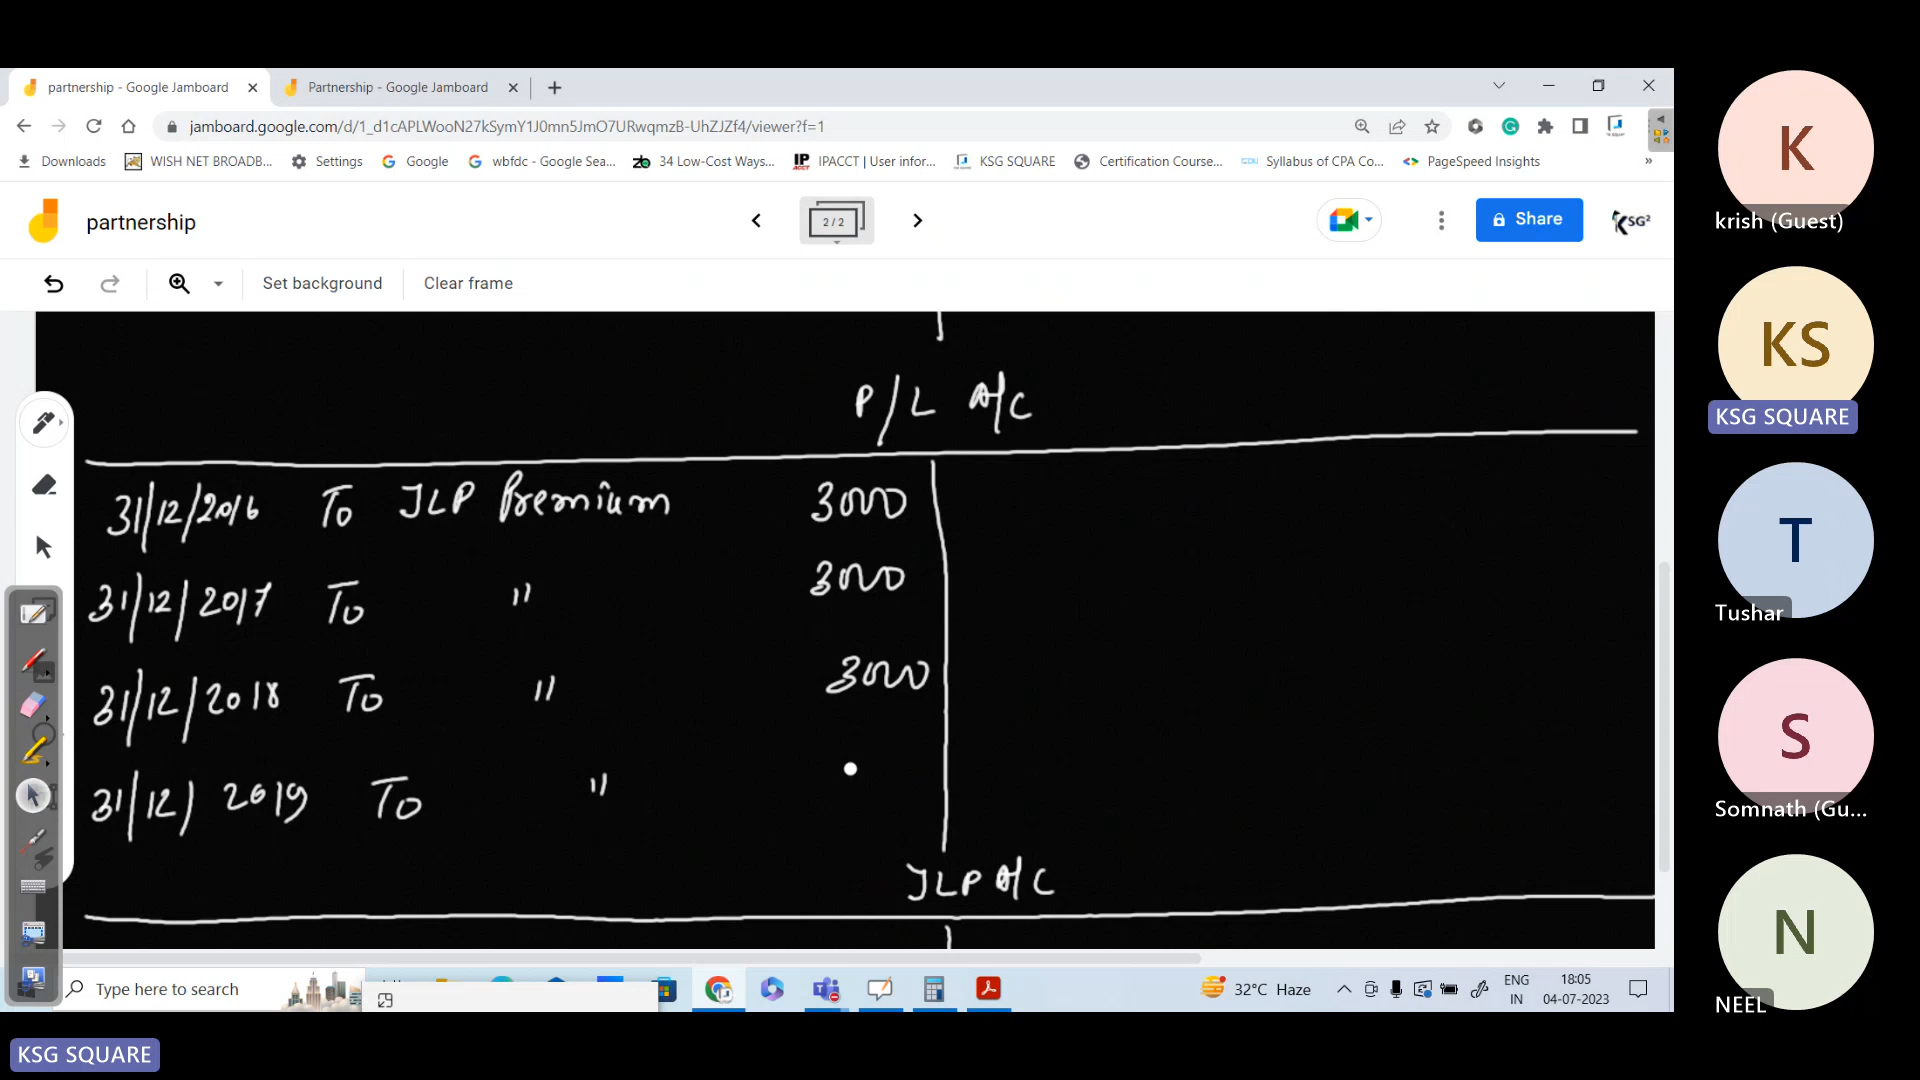 partnership - Google Jamboard
Partnership - Google Jamboard
jamboard.google.com/d/1_d1cAPLWooN27kSymY1J0mn5JmO7URwqmzB-UhZJZf4/viewer?f=1
Downloads WISH NET BROADB... Settings Google wbfdc - Google Sea... 34 Low-Cost Ways... IPACCT | User infor... KSG SQUARE Certification Course... Syllabus of CPA Co... PageSpeed Insights »
partnership
2 / 2
Share
KSG²
Set background
Clear frame
P/L A/C
31/12/2016 To JLP Premium 3000
31/12/2017 To " 3000
31/12/2018 To " 3000
31/12/2019 To "
JLP A/C
Type here to search
32°C Haze
ENG
IN
18:05
04-07-2023
K
krish (Guest)
KS
KSG SQUARE
T
Tushar
S
Somnath (Gu...
N
NEEL
KSG SQUARE